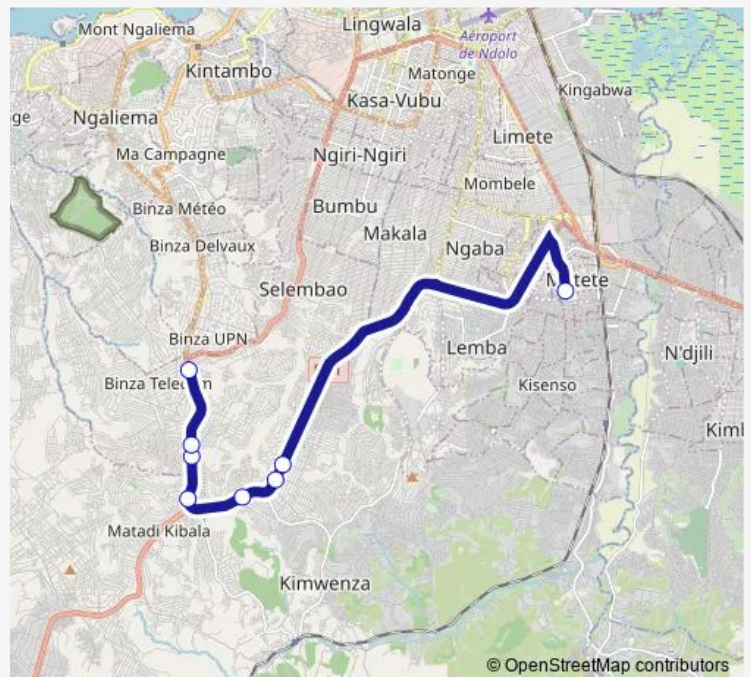 Mont Ngaliema
Lingwala
Aéroport
de Ndolo
Kintambo
Matonge
Kingabwa
Kasa-Vubu
Ngaliema
Limete
Ma Campagne
Ngiri-Ngiri
Mombele
Binza Météo
Bumbu
Makala
Binza Delvaux
Ngaba
Selembao
Binza UPN
Lemba
N'djili
Kisenso
Matadi Kibala
Kimwenza
© OpenStreetMap contributors